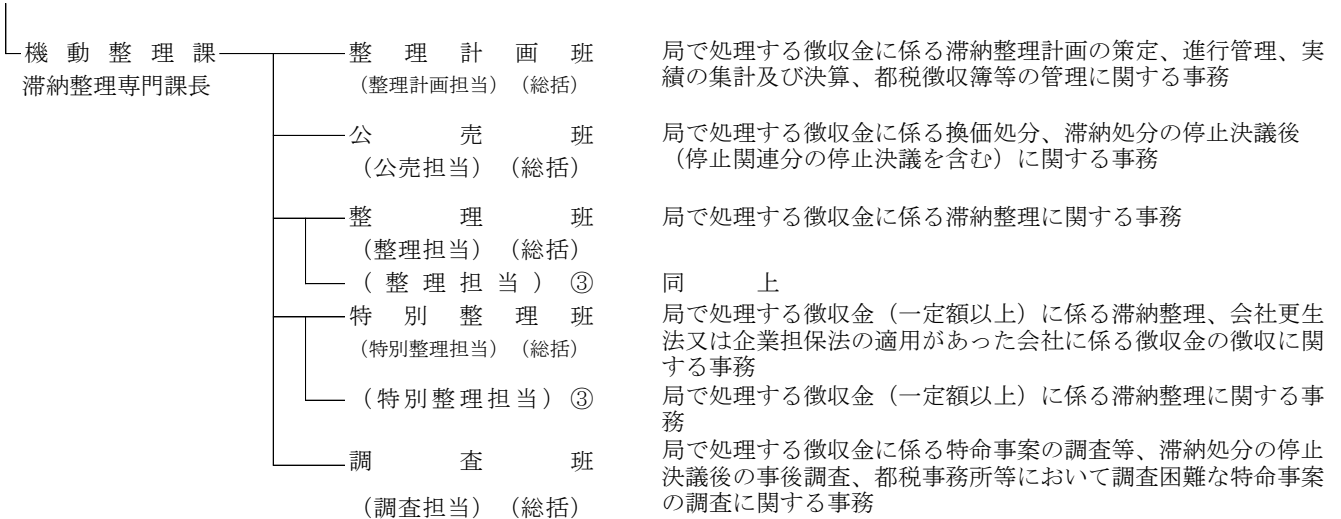 機動整理課
滞納整理専門課長
整理計画班
（整理計画担当）（総括）
局で処理する徴収金に係る滞納整理計画の策定、進行管理、実
績の集計及び決算、都税徴収簿等の管理に関する事務
公売班
（公売担当）（総括）
局で処理する徴収金に係る換価処分、滞納処分の停止決議後
（停止関連分の停止決議を含む）に関する事務
整理班
（整理担当）（総括）
局で処理する徴収金に係る滞納整理に関する事務
（整理担当）③
同上
特別整理班
（特別整理担当）（総括）
局で処理する徴収金（一定額以上）に係る滞納整理、会社更生
法又は企業担保法の適用があった会社に係る徴収金の徴収に関
する事務
（特別整理担当）③
局で処理する徴収金（一定額以上）に係る滞納整理に関する事
務
調査班
（調査担当）（総括）
局で処理する徴収金に係る特命事案の調査等、滞納処分の停止
決議後の事後調査、都税事務所等において調査困難な特命事案
の調査に関する事務